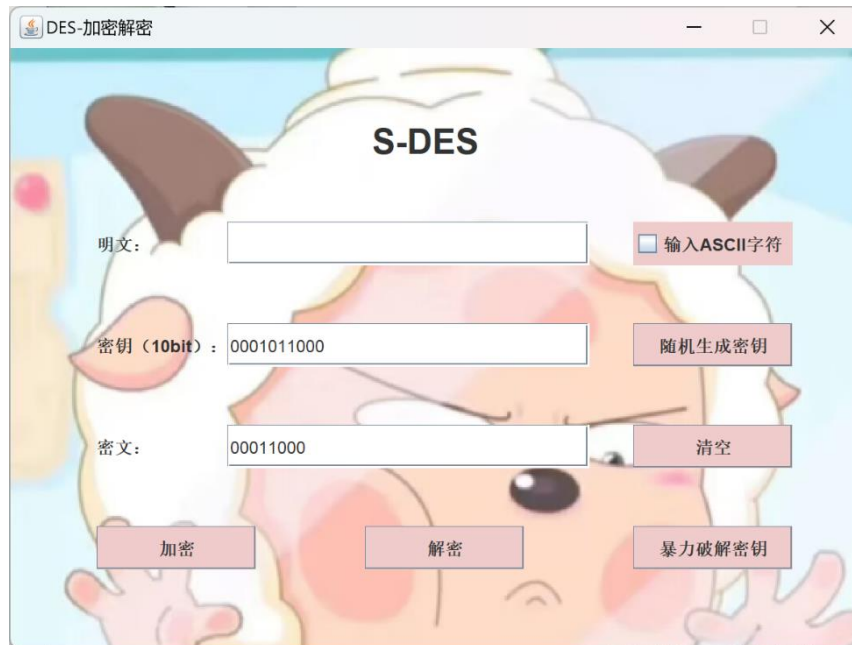 DES-加密解密
S-DES
明文：
输入ASCII字符
密钥（10bit）：
0001011000
随机生成密钥
密文：
00011000
清空
加密
解密
暴力破解密钥